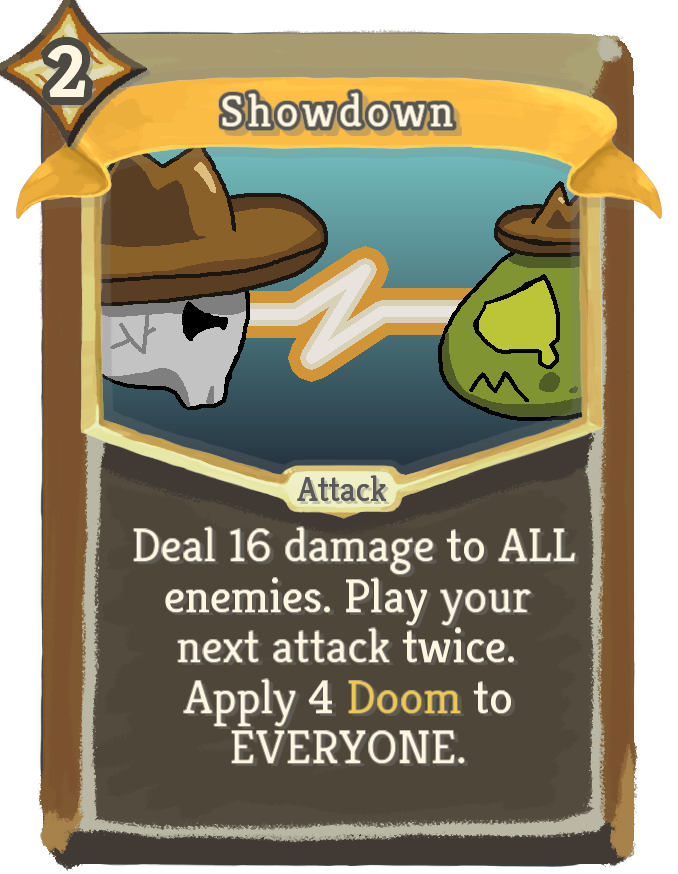 2
Showdown
Attack
Deal 16 damage to ALL
enemies. Play your
next attack twice.
Apply 4 Doom to
EVERYONE.